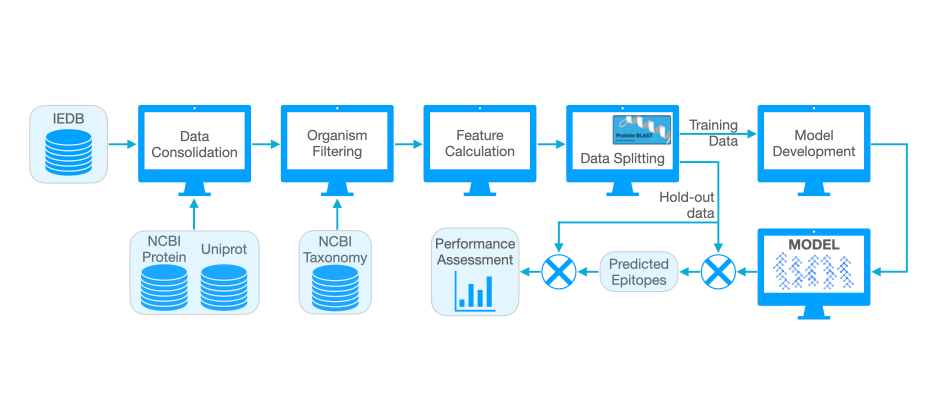 IEDB
Data
Consolidation
Organism
Filtering
Feature
Calculation
Protein BLAST
Data Splitting
Training
Data
Model
Development
Hold-out
data
NCBI
Protein
Uniprot
NCBI
Taxonomy
Performance
Assessment
Predicted
Epitopes
MODEL